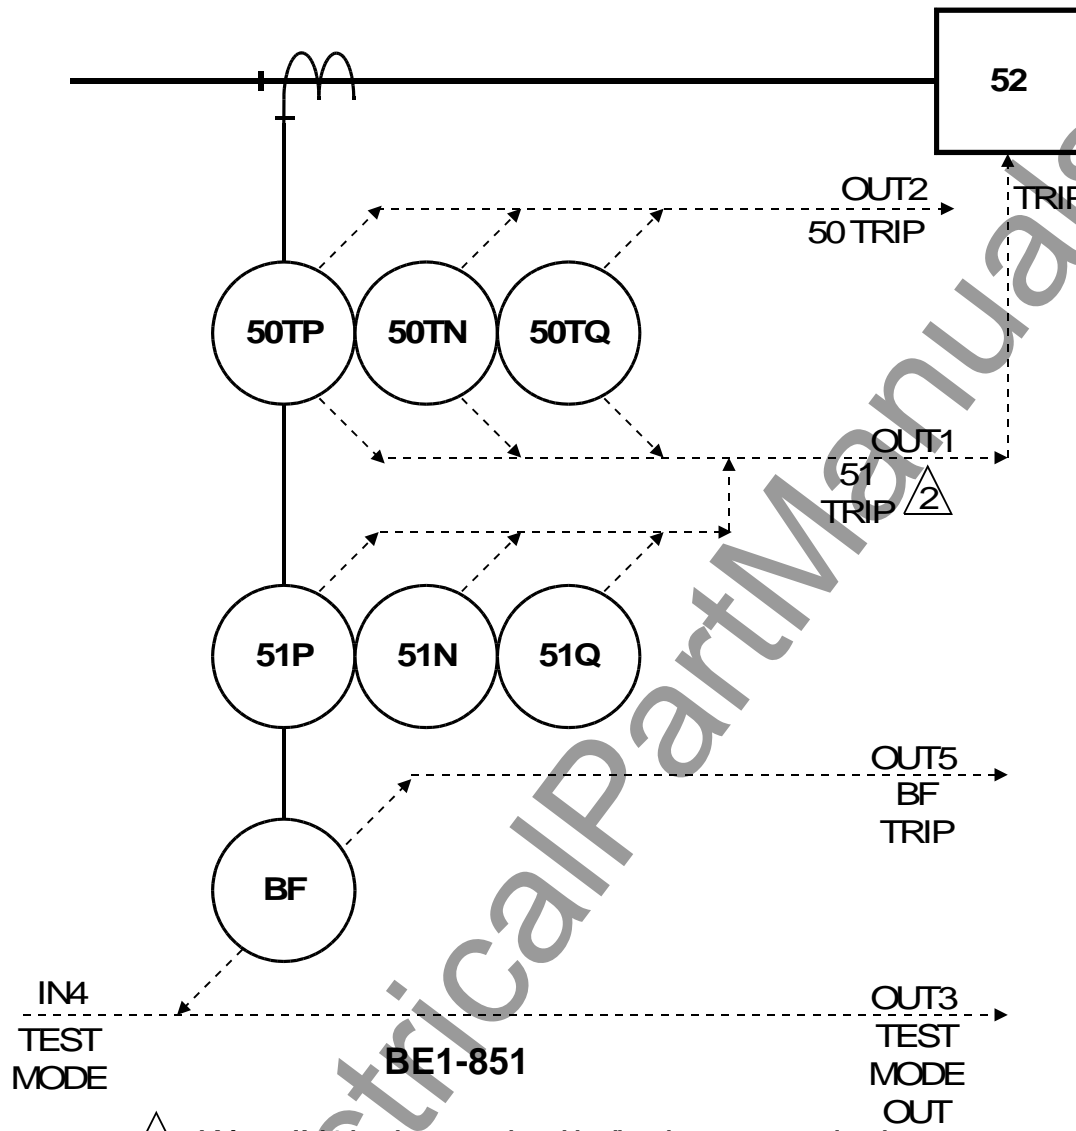 52
OUT2
50 TRIP
50TP 50TN 50TQ
OUT1
51
TRIP 2
51P 51N 51Q
OUT5
BF
TRIP
BF
IN4
TEST
MODE
OUT3
TEST
MODE
OUT
BE1-851